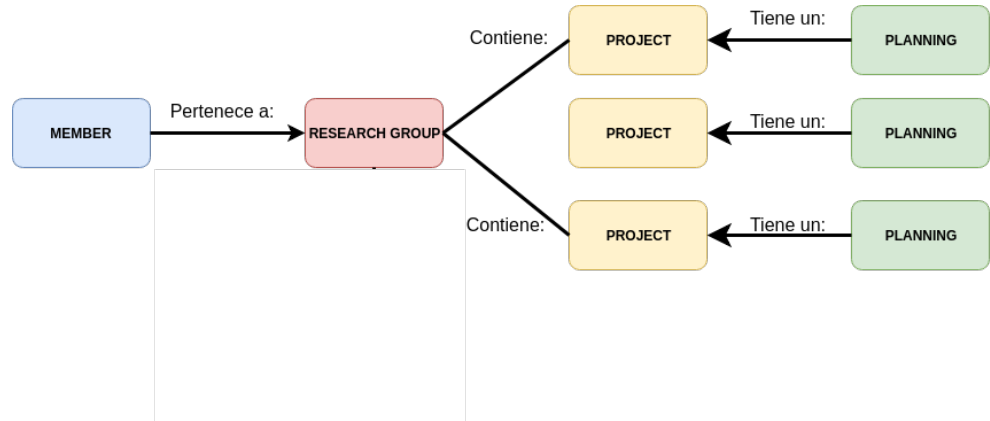 Contiene:
PROJECT
Tiene un:
PLANNING
MEMBER
Pertenece a:
RESEARCH GROUP
PROJECT
Tiene un:
PLANNING
Contiene:
PROJECT
Tiene un:
PLANNING